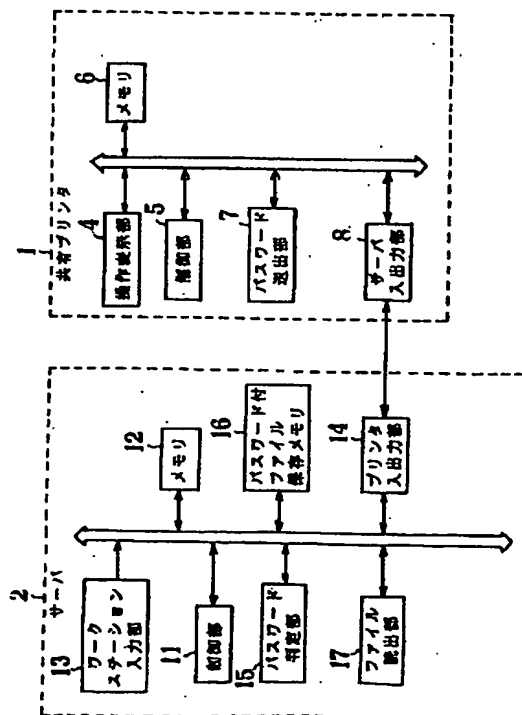 1
共有プリンタ
4
操作表示部
6
メモリ
5
制御部
7
パスワード
送出部
8
サーバ
入出力部
2
サーバ
13
ワーク
ステーション
入力部
12
メモリ
11
制御部
16
パスワード付
ファイル
保存メモリ
15
パスワード
判定部
14
プリンタ
入出力部
17
ファイル
読出部